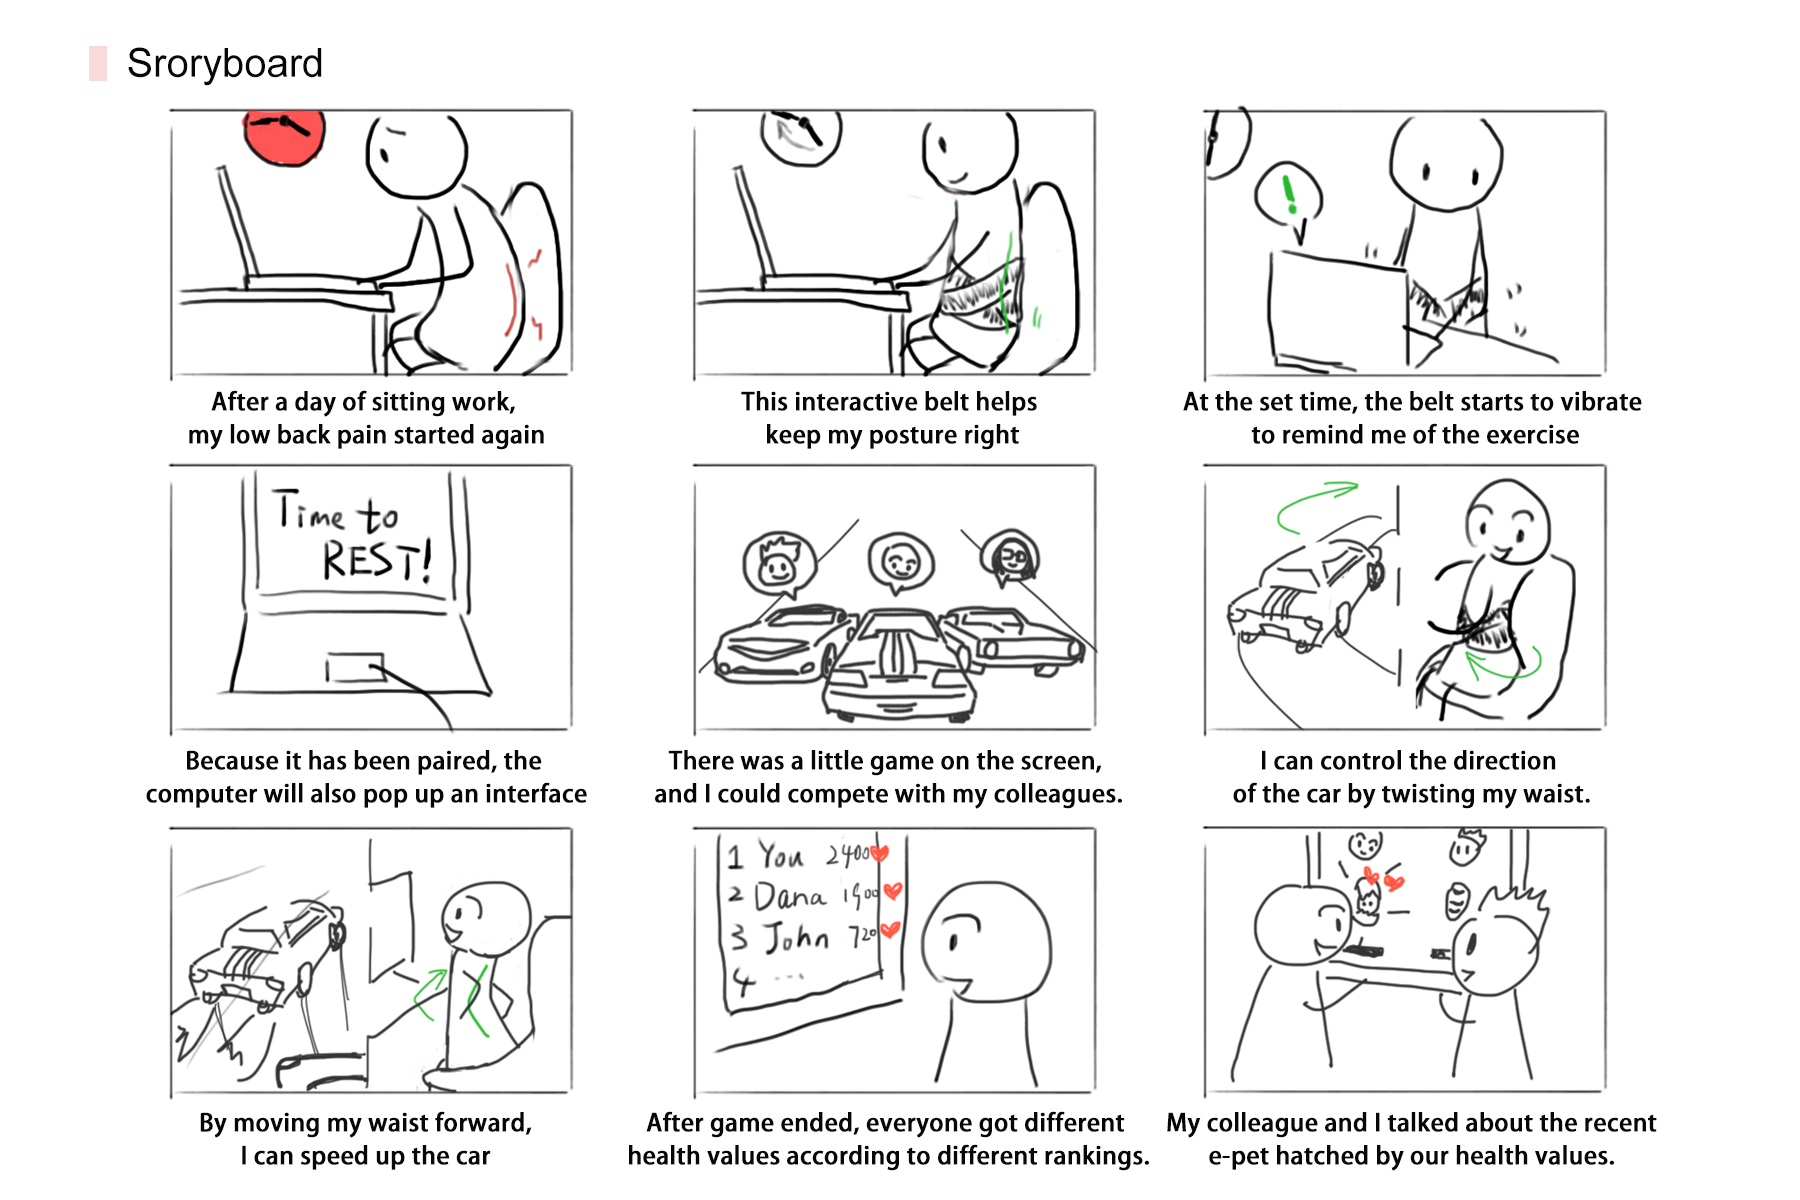 Sroryboard
After a day of sitting work,
my low back pain started again
This interactive belt helps
keep my posture right
!
At the set time, the belt starts to vibrate
to remind me of the exercise
Time to
REST!
Because it has been paired, the
computer will also pop up an interface
There was a little game on the screen,
and I could compete with my colleagues.
I can control the direction
of the car by twisting my waist.
By moving my waist forward,
I can speed up the car
1 You 2400
2 Dana 1900
3 John 720
4 ...
After game ended, everyone got different
health values according to different rankings.
My colleague and I talked about the recent
e-pet hatched by our health values.